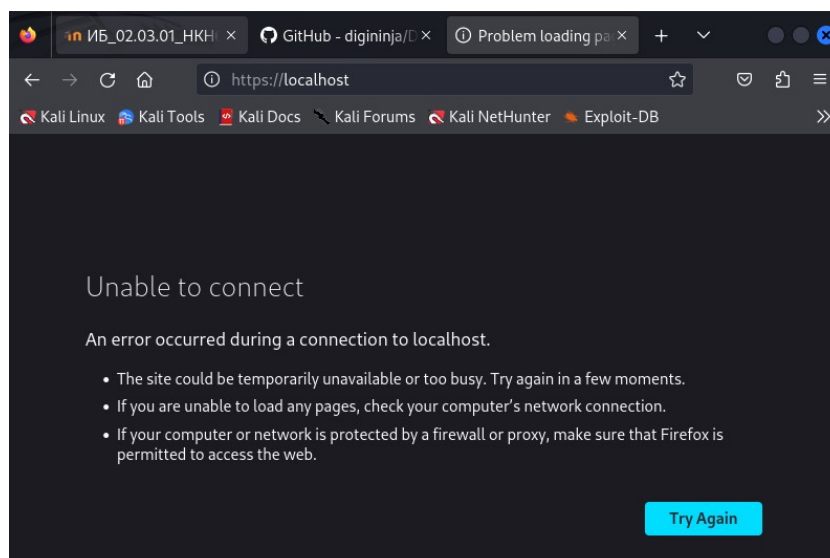 ИБ_02.03.01_НКН
GitHub - digininja/D
Problem loading pa
https://localhost
Kali Linux
Kali Tools
Kali Docs
Kali Forums
Kali NetHunter
Exploit-DB
Unable to connect
An error occurred during a connection to localhost.
• The site could be temporarily unavailable or too busy. Try again in a few moments.
• If you are unable to load any pages, check your computer's network connection.
• If your computer or network is protected by a firewall or proxy, make sure that Firefox is
permitted to access the web.
Try Again